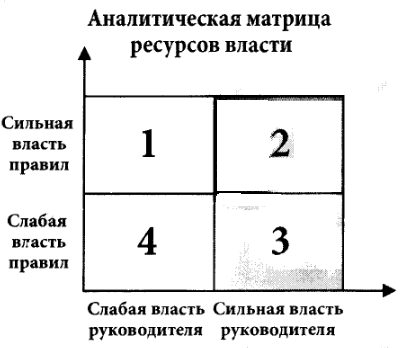 Аналитическая матрица
ресурсов власти
Сильная
власть
правил
1
2
Слабая
власть
правил
4
3
Слабая власть
руководителя
Сильная власть
руководителя